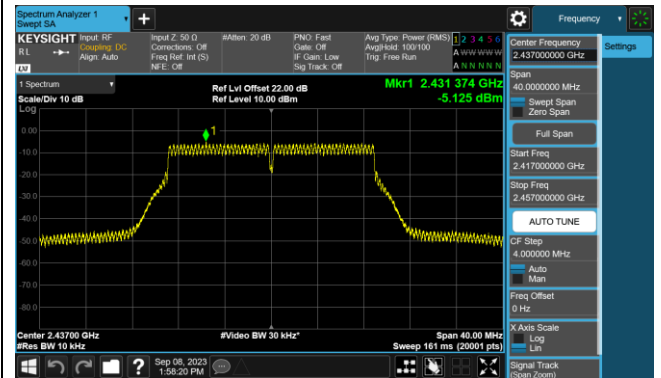 Spectrum Analyzer 1
Swept SA
+
Frequency
KEYSIGHT
RL
LXI
Input: RF
Coupling: DC
Align: Auto
Input Z: 50 Ω
Corrections: Off
Freq Ref: Int (S)
NFE: Off
#Atten: 20 dB
PNO: Fast
Gate: Off
IF Gain: Low
Sig Track: Off
Avg Type: Power (RMS)
Avg|Hold: 100/100
Trig: Free Run
1 2 3 4 5 6
A W W W W W
A N N N N N
1 Spectrum
Scale/Div 10 dB
Log
Ref Lvl Offset 22.00 dB
Ref Level 10.00 dBm
Mkr1 2.431 374 GHz
-5.125 dBm
1
0.00
-10.0
-20.0
-30.0
-40.0
-50.0
-60.0
-70.0
-80.0
Center 2.43700 GHz
#Res BW 10 kHz
#Video BW 30 kHz*
Span 40.00 MHz
Sweep 161 ms (20001 pts)
?
Sep 08, 2023
1:58:20 PM
Center Frequency
2.437000000 GHz
Span
40.0000000 MHz
Swept Span
Zero Span
Full Span
Start Freq
2.417000000 GHz
Stop Freq
2.457000000 GHz
AUTO TUNE
CF Step
4.000000 MHz
Auto
Man
Freq Offset
0 Hz
X Axis Scale
Log
Lin
Signal Track
(Span Zoom)
Settings